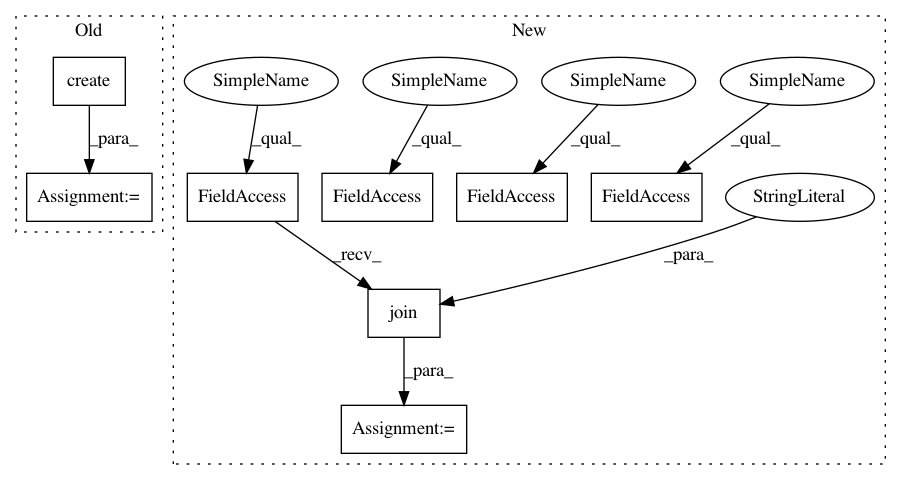 Old
New
create
SimpleName
SimpleName
SimpleName
SimpleName
_para_
_qual_
_qual_
_qual_
_qual_
Assignment:=
FieldAccess
FieldAccess
FieldAccess
FieldAccess
StringLiteral
_recv_
_para_
join
_para_
Assignment:=